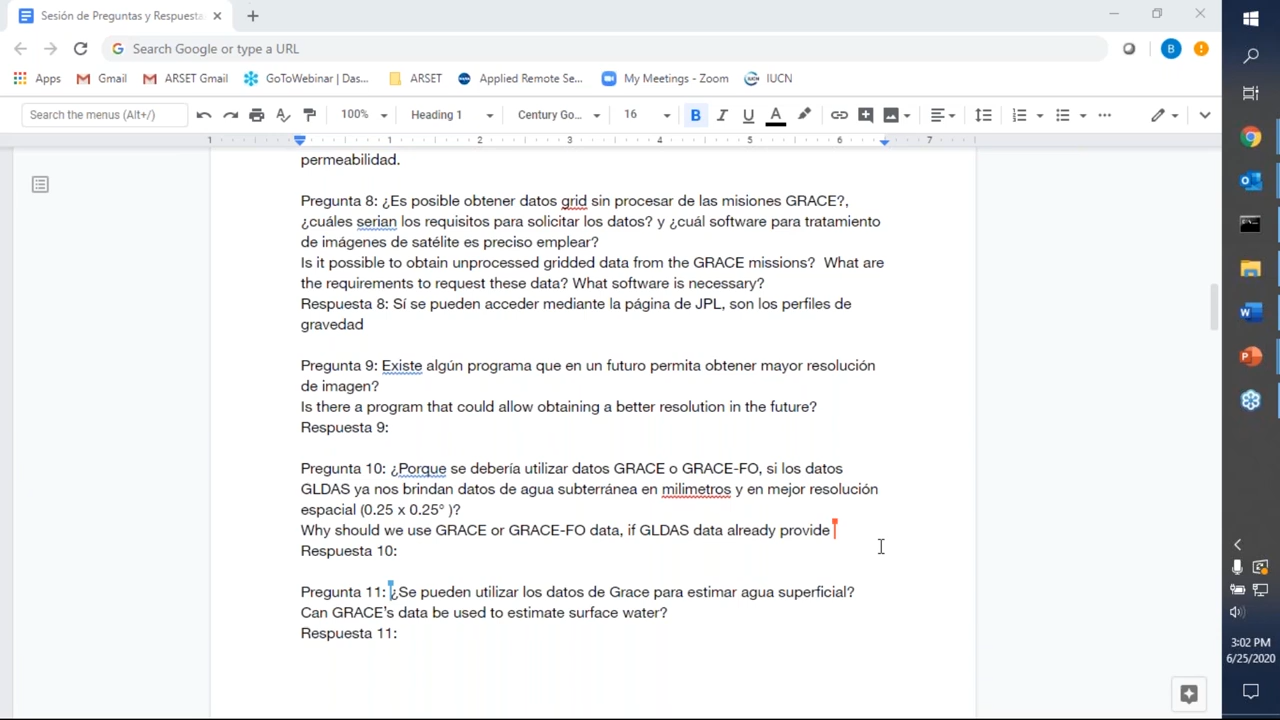 Sesión de Preguntas y Respuesta
Search Google or type a URL
B
Apps
Gmail
ARSET Gmail
GoToWebinar | Das...
ARSET
Applied Remote Se...
My Meetings - Zoom
IUCN
Search the menus (Alt+/)
100%
Heading 1
Century Go...
16
B
I
U
A
1
1
2
3
4
5
6
7
permeabilidad.
Pregunta 8: ¿Es posible obtener datos grid sin procesar de las misiones GRACE?,
¿cuáles serian los requisitos para solicitar los datos? y ¿cuál software para tratamiento
de imágenes de satélite es preciso emplear?
Is it possible to obtain unprocessed gridded data from the GRACE missions?  What are
the requirements to request these data? What software is necessary?
Respuesta 8: Sí se pueden acceder mediante la página de JPL, son los perfiles de
gravedad
Pregunta 9: Existe algún programa que en un futuro permita obtener mayor resolución
de imagen?
Is there a program that could allow obtaining a better resolution in the future?
Respuesta 9:
Pregunta 10: ¿Porque se debería utilizar datos GRACE o GRACE-FO, si los datos
GLDAS ya nos brindan datos de agua subterránea en milimetros y en mejor resolución
espacial (0.25 x 0.25° )?
Why should we use GRACE or GRACE-FO data, if GLDAS data already provide
Respuesta 10:
Pregunta 11: ¿Se pueden utilizar los datos de Grace para estimar agua superficial?
Can GRACE's data be used to estimate surface water?
Respuesta 11:
3:02 PM
6/25/2020